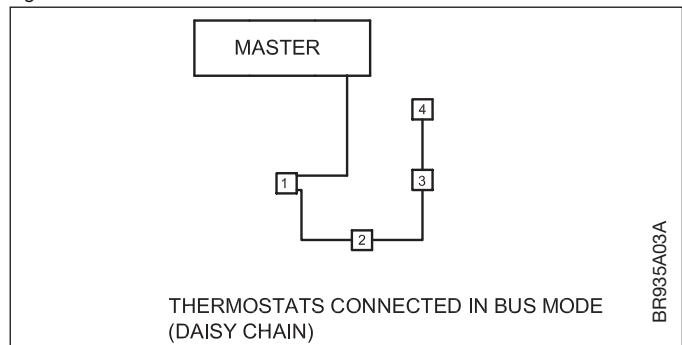 MASTER
4
1
3
2
THERMOSTATS CONNECTED IN BUS MODE
(DAISY CHAIN)
BR935A03A